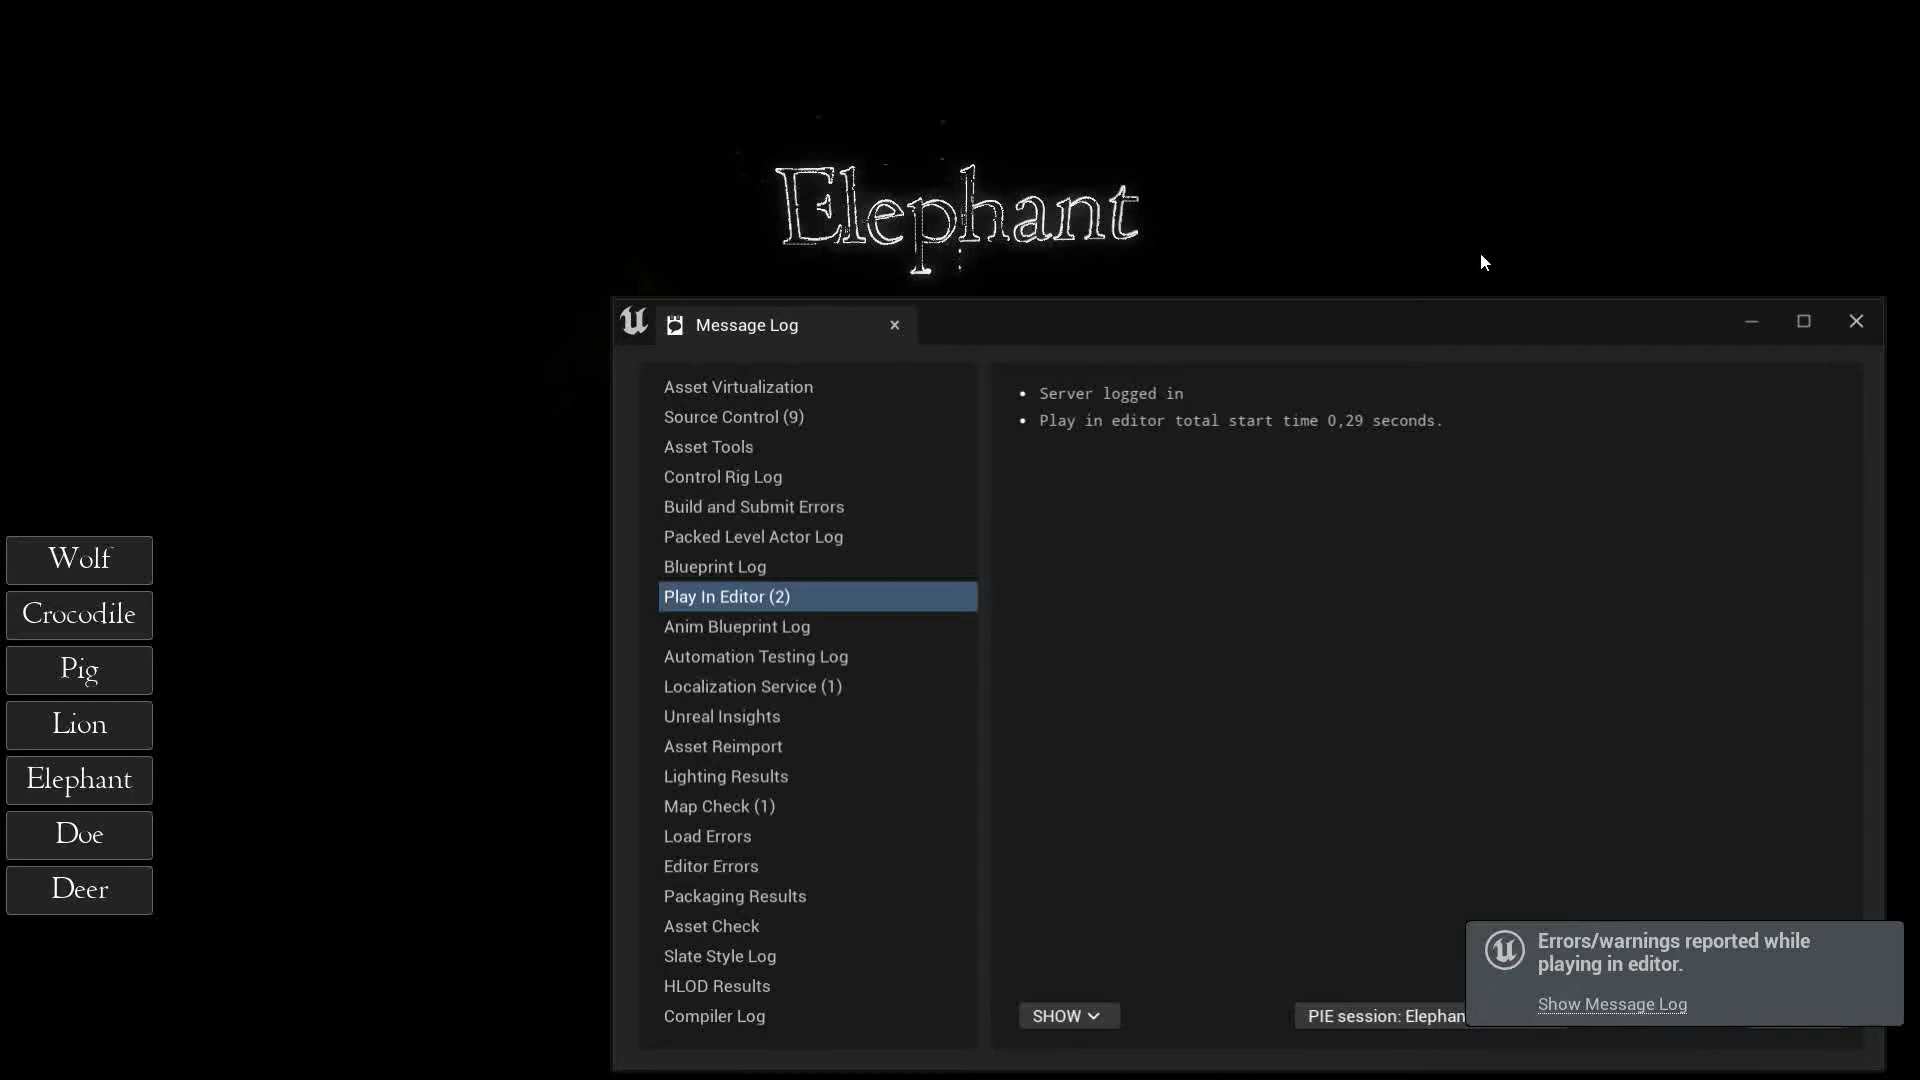 Elephant
Message Log
Asset Virtualization
Source Control (9)
Asset Tools
Control Rig Log
Build and Submit Errors
Packed Level Actor Log
Blueprint Log
Play In Editor (2)
Anim Blueprint Log
Automation Testing Log
Localization Service (1)
Unreal Insights
Asset Reimport
Lighting Results
Map Check (1)
Load Errors
Editor Errors
Packaging Results
Asset Check
Slate Style Log
HLOD Results
Compiler Log
• Server logged in
• Play in editor total start time 0,29 seconds.
SHOW
PIE session: Elephan
Errors/warnings reported while
playing in editor.
Show Message Log
Wolf
Crocodile
Pig
Lion
Elephant
Doe
Deer